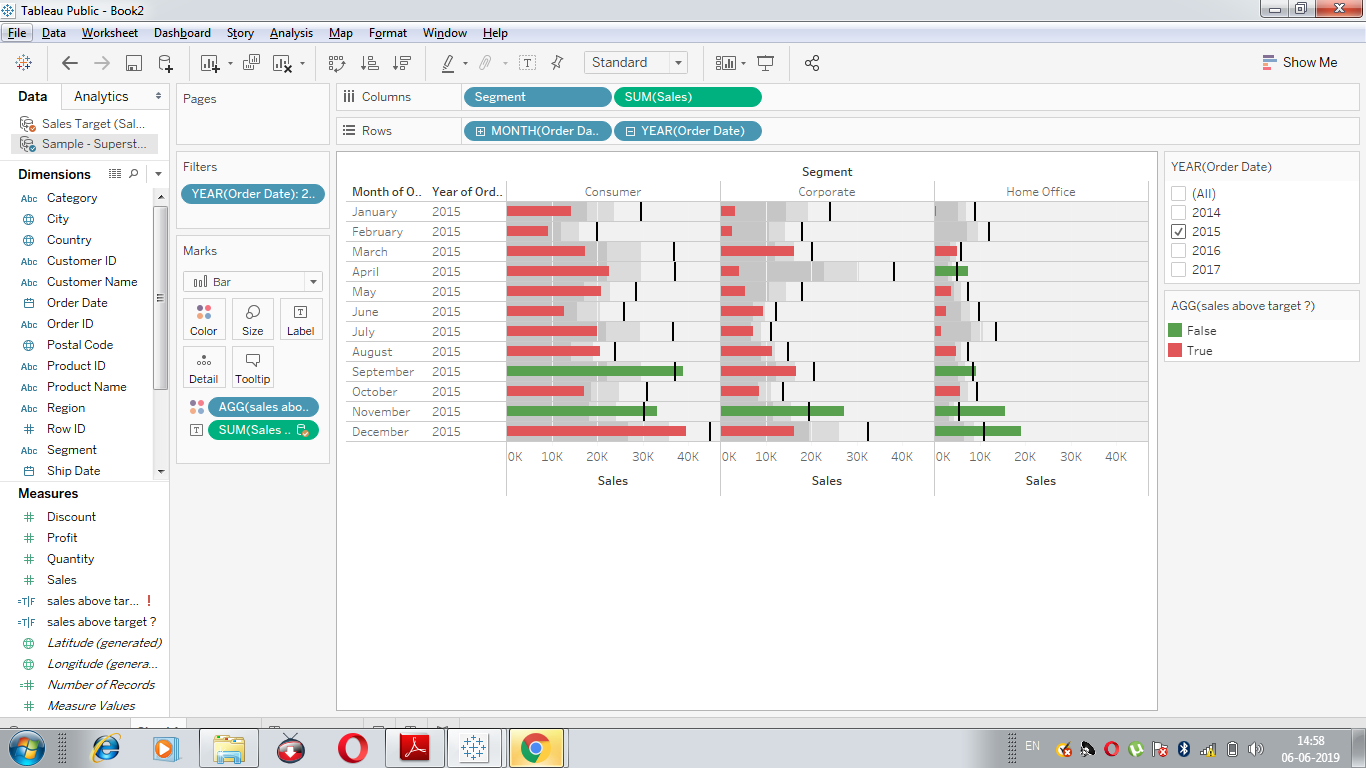 Tableau Public - Book2
File Data Worksheet Dashboard Story Analysis Map Format Window Help
Standard
Show Me
Data Analytics
Sales Target (Sal...
Sample - Superst...
Dimensions
Abc Category
City
Country
Abc Customer ID
Abc Customer Name
Order Date
Abc Order ID
Postal Code
Abc Product ID
Abc Product Name
Abc Region
Row ID
Abc Segment
Ship Date
Measures
Discount
Profit
Quantity
Sales
=T|F sales above tar... !
=T|F sales above target ?
Latitude (generated)
Longitude (genera...
=# Number of Records
Measure Values
Pages
Filters
YEAR(Order Date): 2..
Marks
Bar
Color Size Label
Detail Tooltip
AGG(sales abo..
SUM(Sales ..
Columns Segment SUM(Sales)
Rows MONTH(Order Da.. YEAR(Order Date)
Segment
Month of O.. Year of Ord.. Consumer Corporate Home Office
January 2015
February 2015
March 2015
April 2015
May 2015
June 2015
July 2015
August 2015
September 2015
October 2015
November 2015
December 2015
0K 10K 20K 30K 40K 0K 10K 20K 30K 40K 0K 10K 20K 30K 40K
Sales Sales Sales
YEAR(Order Date)
(All)
2014
2015
2016
2017
AGG(sales above target ?)
False
True
EN
14:58
06-06-2019